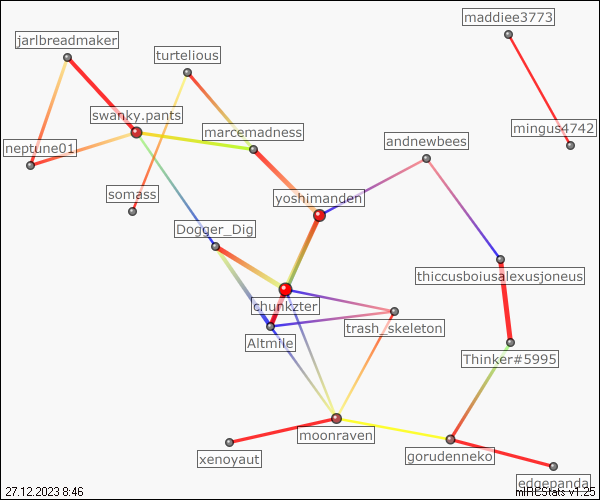 maddiee3773
jarlbreadmaker
turtelious
swanky.pants
mingus4742
marcemadness
andnewbees
neptune01
somass
yoshimanden
Dogger_Dig
thiccusboiusalexusjoneus
chunkzter
trash_skeleton
Altmile
Thinker#5995
moonraven
gorudenneko
xenoyaut
edgepanda
27.12.2023 8:46
mIRCStats v1.25